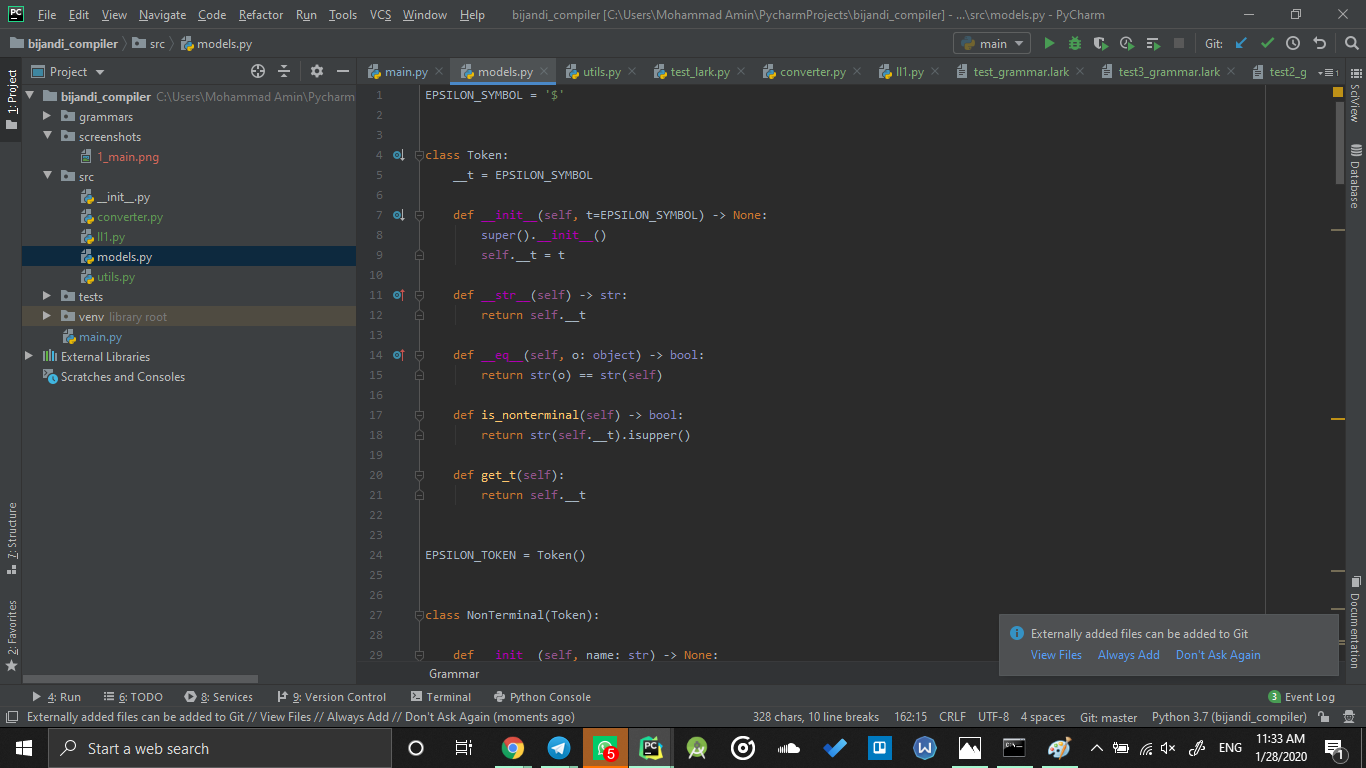 PC File Edit View Navigate Code Refactor Run Tools VCS Window Help bijandi_compiler [C:\Users\Mohammad Amin\PycharmProjects\bijandi_compiler] - ...\src\models.py - PyCharm
bijandi_compiler src models.py main Git:
1: Project
Project
main.py models.py utils.py test_lark.py converter.py ll1.py test_grammar.lark test3_grammar.lark test2_g
bijandi_compiler C:\Users\Mohammad Amin\Pycharm
grammars
screenshots
1_main.png
src
__init__.py
converter.py
ll1.py
models.py
utils.py
tests
venv library root
main.py
External Libraries
Scratches and Consoles
7: Structure
2: Favorites
1 EPSILON_SYMBOL = '$'
2
3
4 class Token:
5 __t = EPSILON_SYMBOL
6
7 def __init__(self, t=EPSILON_SYMBOL) -> None:
8 super().__init__()
9 self.__t = t
10
11 def __str__(self) -> str:
12 return self.__t
13
14 def __eq__(self, o: object) -> bool:
15 return str(o) == str(self)
16
17 def is_nonterminal(self) -> bool:
18 return str(self.__t).isupper()
19
20 def get_t(self):
21 return self.__t
22
23
24 EPSILON_TOKEN = Token()
25
26
27 class NonTerminal(Token):
28
29 def __init__(self, name: str) -> None:
Grammar
SciView
Database
Documentation
Externally added files can be added to Git
View Files Always Add Don't Ask Again
4: Run 6: TODO 8: Services 9: Version Control Terminal Python Console 3 Event Log
Externally added files can be added to Git // View Files // Always Add // Don't Ask Again (moments ago) 328 chars, 10 line breaks 162:15 CRLF UTF-8 4 spaces Git: master Python 3.7 (bijandi_compiler)
Start a web search 5 PC ENG 11:33 AM
1/28/2020 1